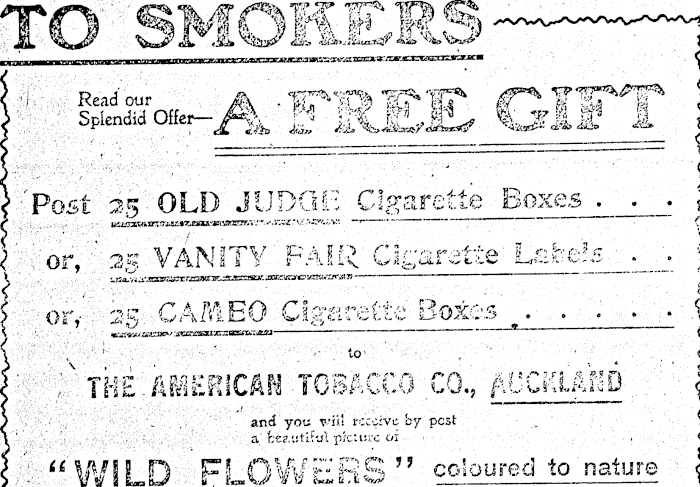 TO SMOKERS
Read our
Splendid Offer—
A FREE GIFT
Post 25 OLD JUDGE Cigarette Boxes . . .
or, 25 VANITY FAIR Cigarette Labels . .
or, 25 CAMEO Cigarette Boxes . . . . . .
to
THE AMERICAN TOBACCO CO., AUCKLAND
and you will receive by post
a beautiful picture of
"WILD FLOWERS" coloured to nature